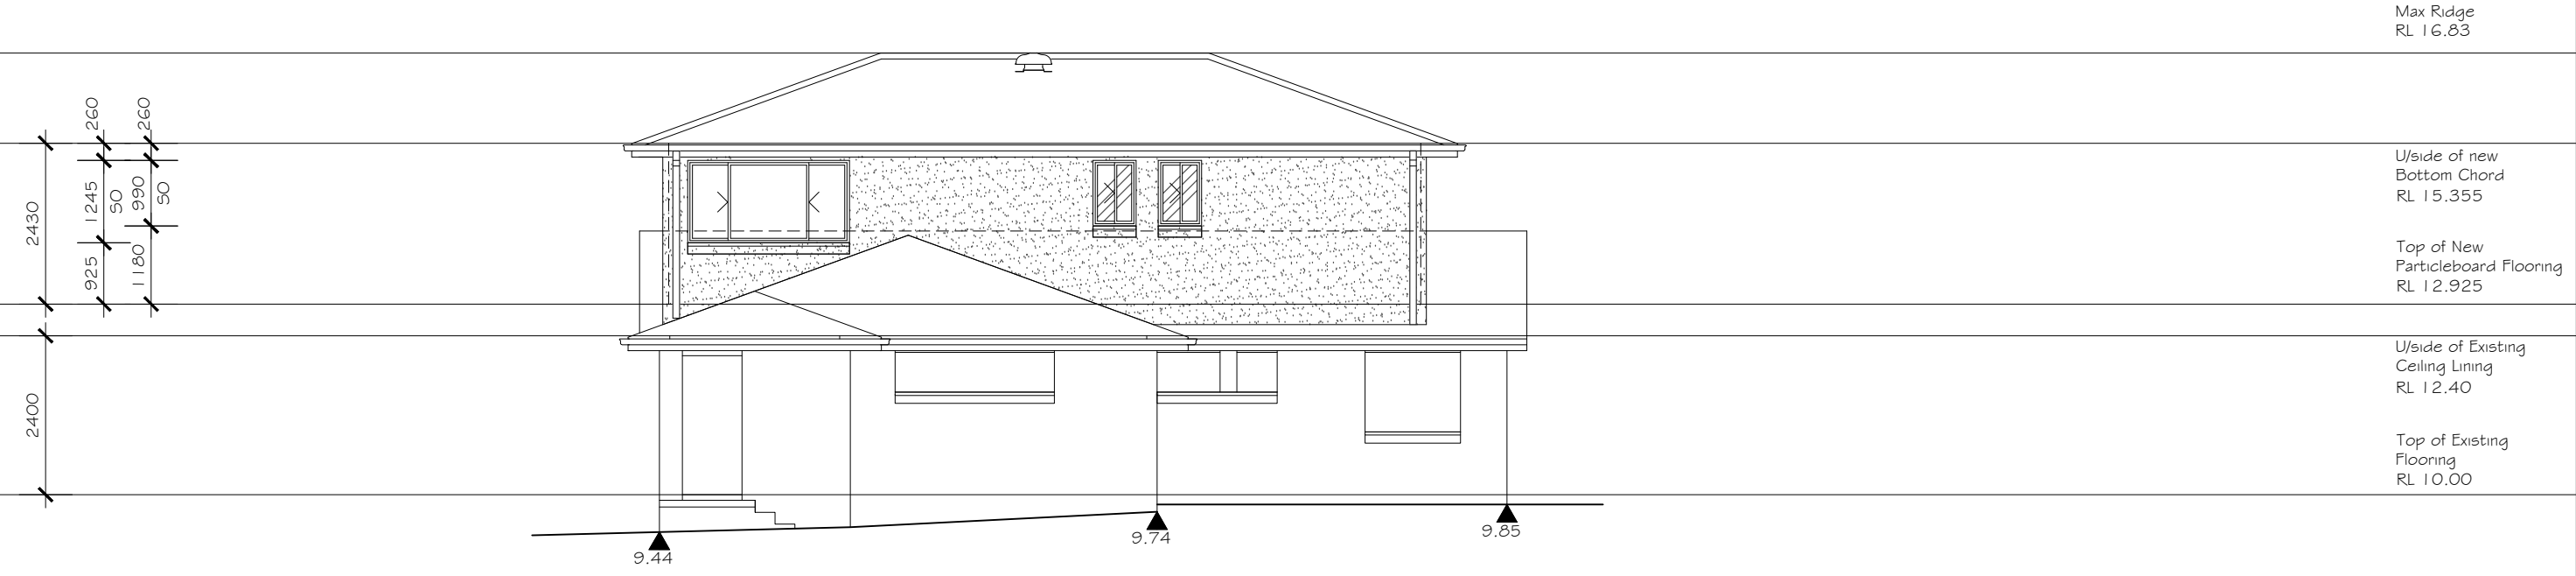 Max Ridge
RL 16.83
260
260
2430
1245
50
990
50
925
1180
U/side of new
Bottom Chord
RL 15.355
Top of New
Particleboard Flooring
RL 12.925
2400
U/side of Existing
Ceiling Lining
RL 12.40
Top of Existing
Flooring
RL 10.00
9.44
9.74
9.85